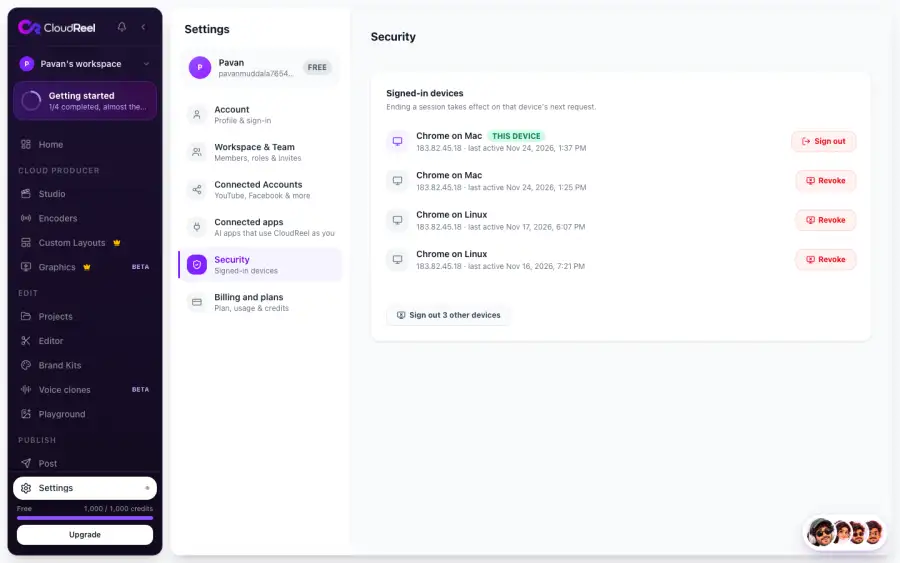 CloudReel
P
Pavan's workspace
Getting started
1/4 completed, almost the...
Home
CLOUD PRODUCER
Studio
Encoders
Custom Layouts
Graphics
BETA
EDIT
Projects
Editor
Brand Kits
Voice clones
BETA
Playground
PUBLISH
Post
Settings
Free
1,000 / 1,000 credits
Upgrade
Settings
P
Pavan
pavanmuddala7654...
FREE
Account
Profile & sign-in
Workspace & Team
Members, roles & invites
Connected Accounts
YouTube, Facebook & more
Connected apps
AI apps that use CloudReel as you
Security
Signed-in devices
Billing and plans
Plan, usage & credits
Security
Signed-in devices
Ending a session takes effect on that device's next request.
Chrome on Mac THIS DEVICE
183.82.45.18 · last active Nov 24, 2026, 1:37 PM
Sign out
Chrome on Mac
183.82.45.18 · last active Nov 24, 2026, 1:25 PM
Revoke
Chrome on Linux
183.82.45.18 · last active Nov 17, 2026, 6:07 PM
Revoke
Chrome on Linux
183.82.45.18 · last active Nov 16, 2026, 7:21 PM
Revoke
Sign out 3 other devices